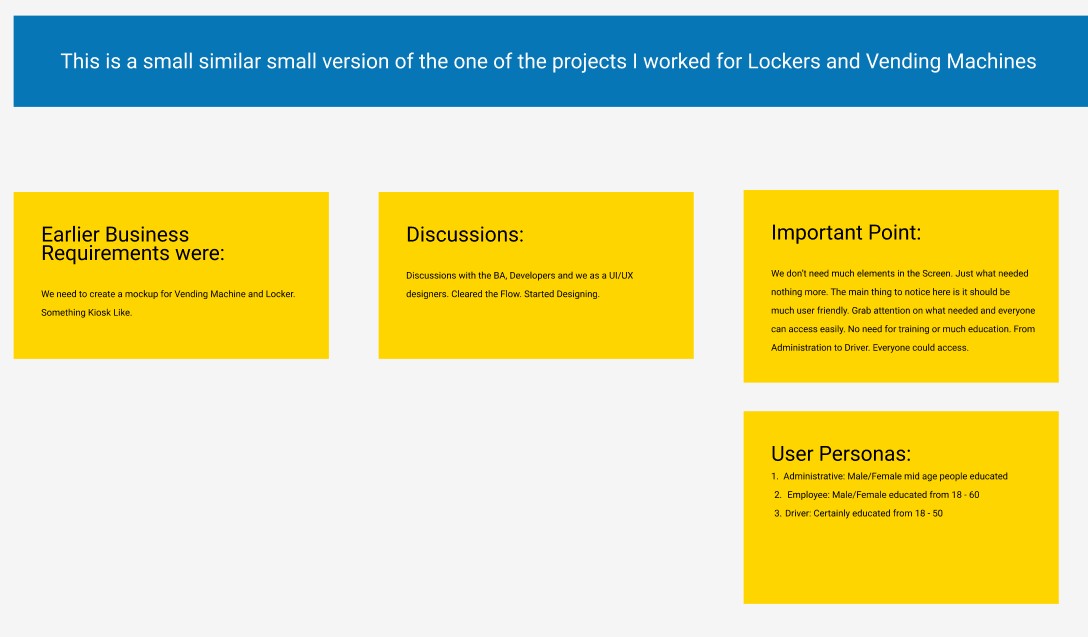 This is a small similar small version of the one of the projects I worked for Lockers and Vending Machines
Earlier Business
Requirements were:
We need to create a mockup for Vending Machine and Locker.
Something Kiosk Like.
Discussions:
Discussions with the BA, Developers and we as a UI/UX
designers. Cleared the Flow. Started Designing.
Important Point:
We don't need much elements in the Screen. Just what needed
nothing more. The main thing to notice here is it should be
much user friendly. Grab attention on what needed and everyone
can access easily. No need for training or much education. From
Administration to Driver. Everyone could access.
User Personas:
1. Administrative: Male/Female mid age people educated
2. Employee: Male/Female educated from 18 - 60
3. Driver: Certainly educated from 18 - 50